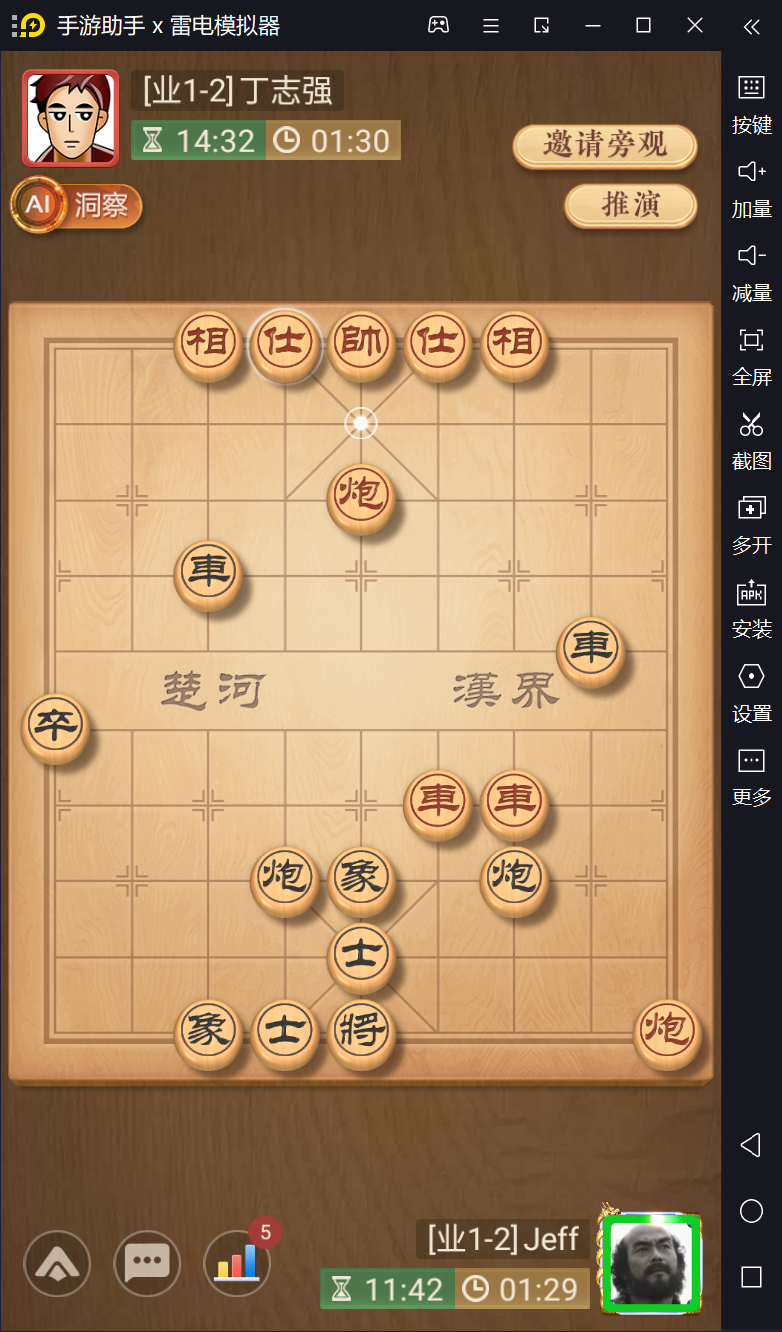 手游助手 x 雷电模拟器
[业1-2]丁志强
14:32 01:30
邀请旁观
AI 洞察
推演
按键
加量
减量
全屏
截图
多开
APK
安装
设置
更多
相 仕 帥 仕 相
炮
車
車
楚河 漢界
卒
車 車
炮 象 炮
士
象 士 將 炮
5
[业1-2]Jeff
11:42 01:29